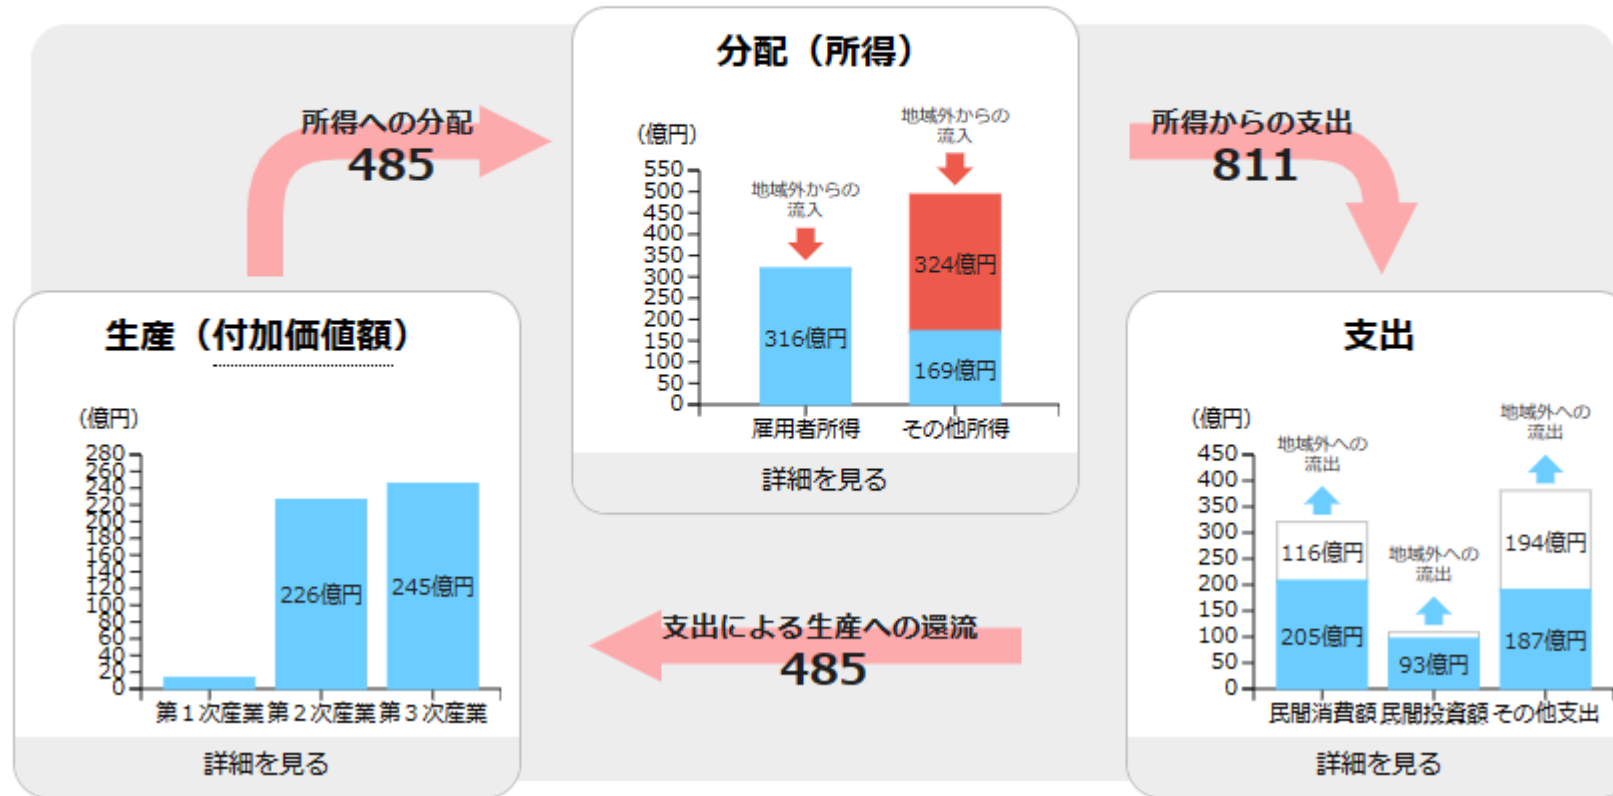 分配（所得）
所得への分配
485
（億円）
550
500
450
400
350
300
250
200
150
100
50
0
地域外からの
流入
316億円
雇用者所得
地域外からの
流入
324億円
169億円
その他所得
詳細を見る
所得からの支出
811
生産（付加価値額）
（億円）
280
260
240
220
200
180
160
140
120
100
80
60
40
20
0
226億円
245億円
第１次産業
第２次産業
第３次産業
詳細を見る
支出による生産への還流
485
支出
（億円）
450
400
350
300
250
200
150
100
50
0
地域外への
流出
116億円
205億円
民間消費額
地域外への
流出
93億円
民間投資額
地域外への
流出
194億円
187億円
その他支出
詳細を見る